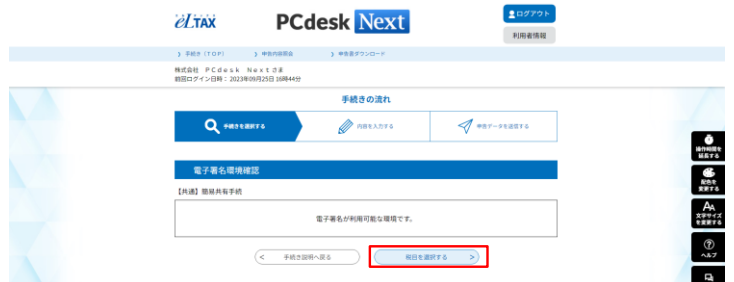 eLTAX
PCdesk Next
ログアウト
利用者情報
手続き（TOP）
申告内容照会
申告書ダウンロード
株式会社 PCdesk Nextさま
前回ログイン日時：2023年09月25日 16時44分
手続きの流れ
手続きを選択する
内容を入力する
申告データを送信する
電子署名環境確認
【共通】簡易共有手続
電子署名が利用可能な環境です。
手続き説明へ戻る
税目を選択する
操作時間を
延長する
配色を
変更する
文字サイズ
を変更する
ヘルプ